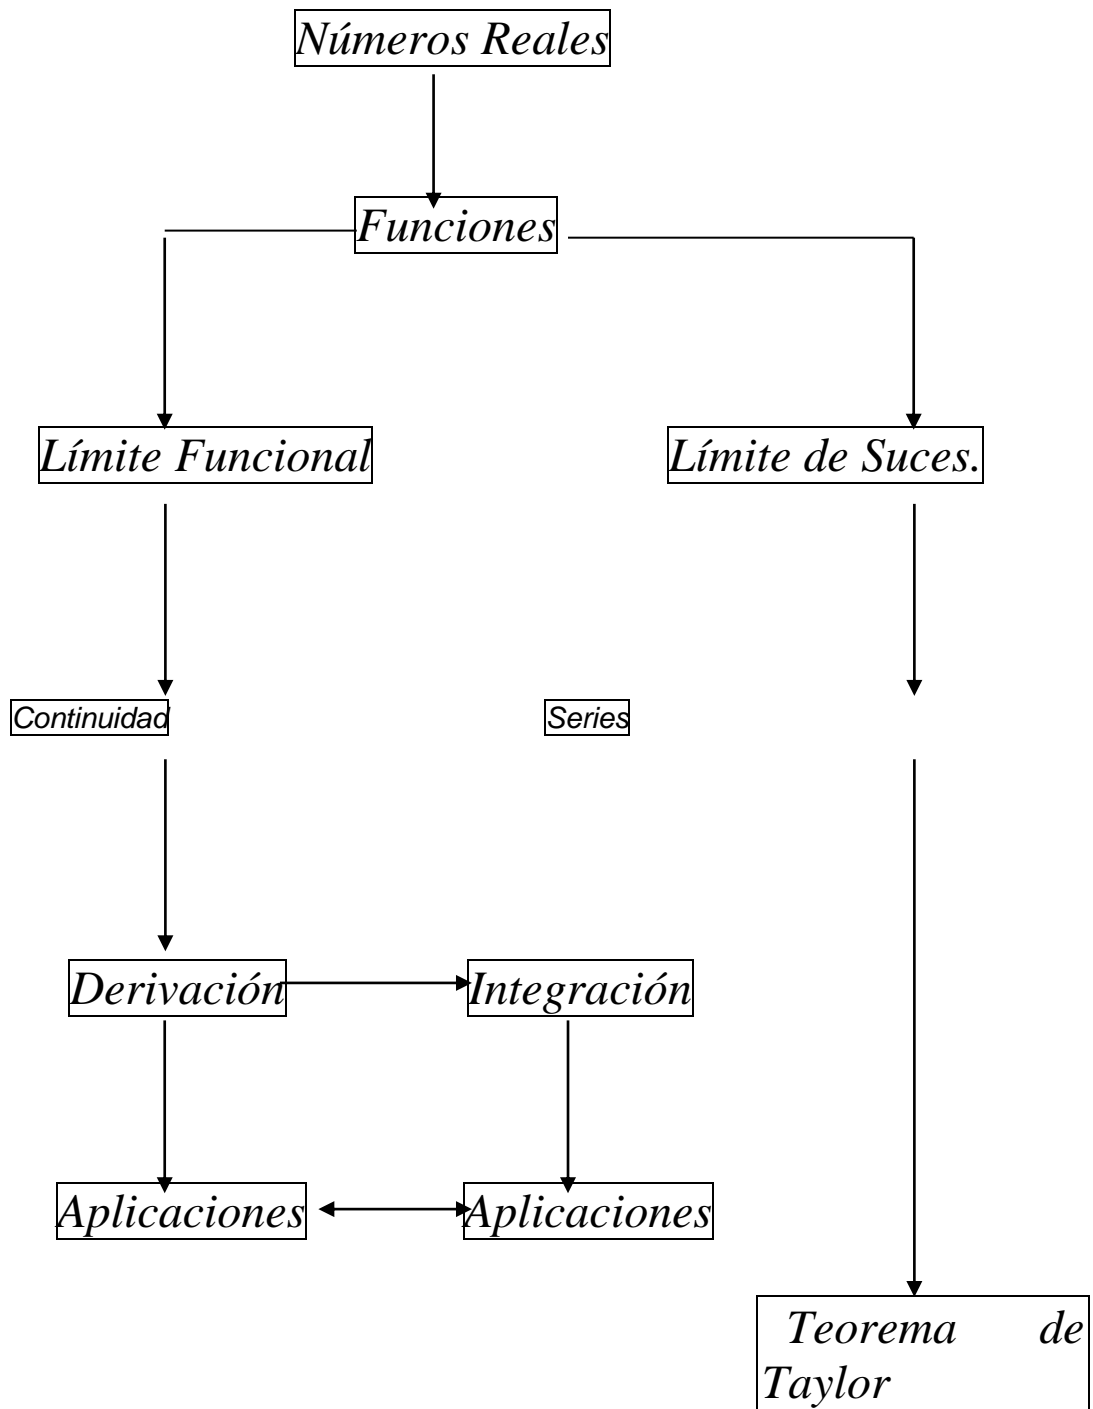 Números Reales
Funciones
Límite Funcional
Límite de Suces.
Continuidad
Series
Derivación
Integración
Aplicaciones
Aplicaciones
Teorema de
Taylor